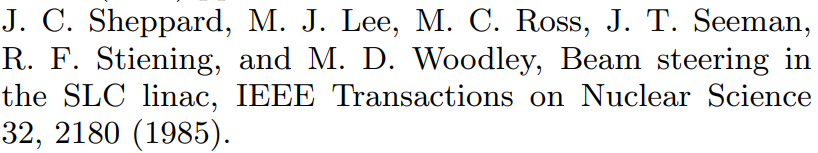 J. C. Sheppard, M. J. Lee, M. C. Ross, J. T. Seeman,
R. F. Stiening, and M. D. Woodley, Beam steering in
the SLC linac, IEEE Transactions on Nuclear Science
32, 2180 (1985).